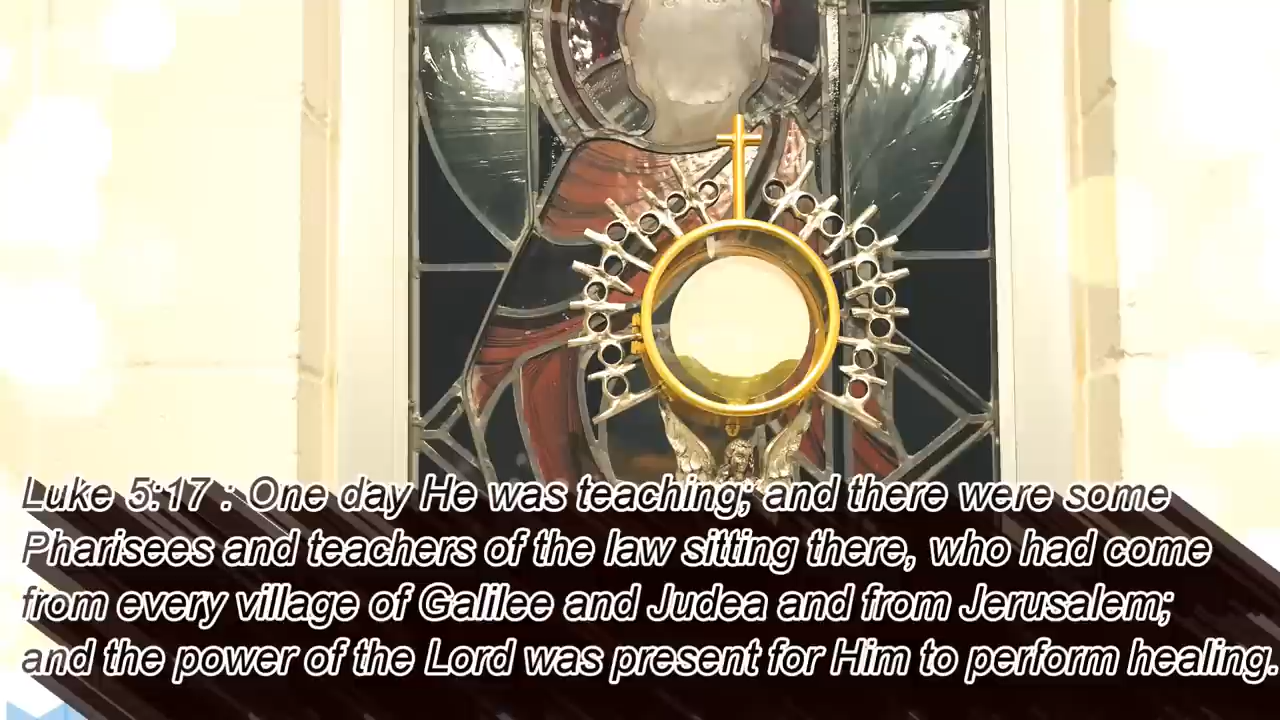 Luke 5:17 : One day He was teaching; and there were some
Pharisees and teachers of the law sitting there, who had come
from every village of Galilee and Judea and from Jerusalem;
and the power of the Lord was present for Him to perform healing.